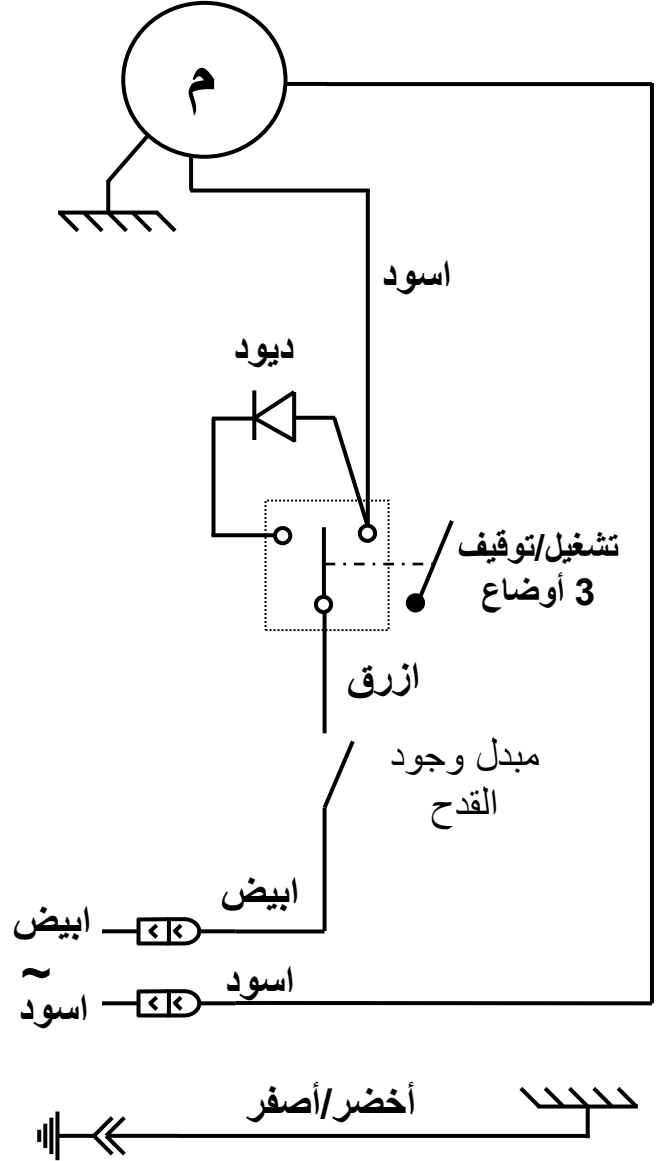 م
اسود
ديود
تشغيل/توقيف
3 أوضاع
ازرق
مبدل وجود
القدح
ابيض
ابيض
~
اسود
اسود
أخضر/أصفر